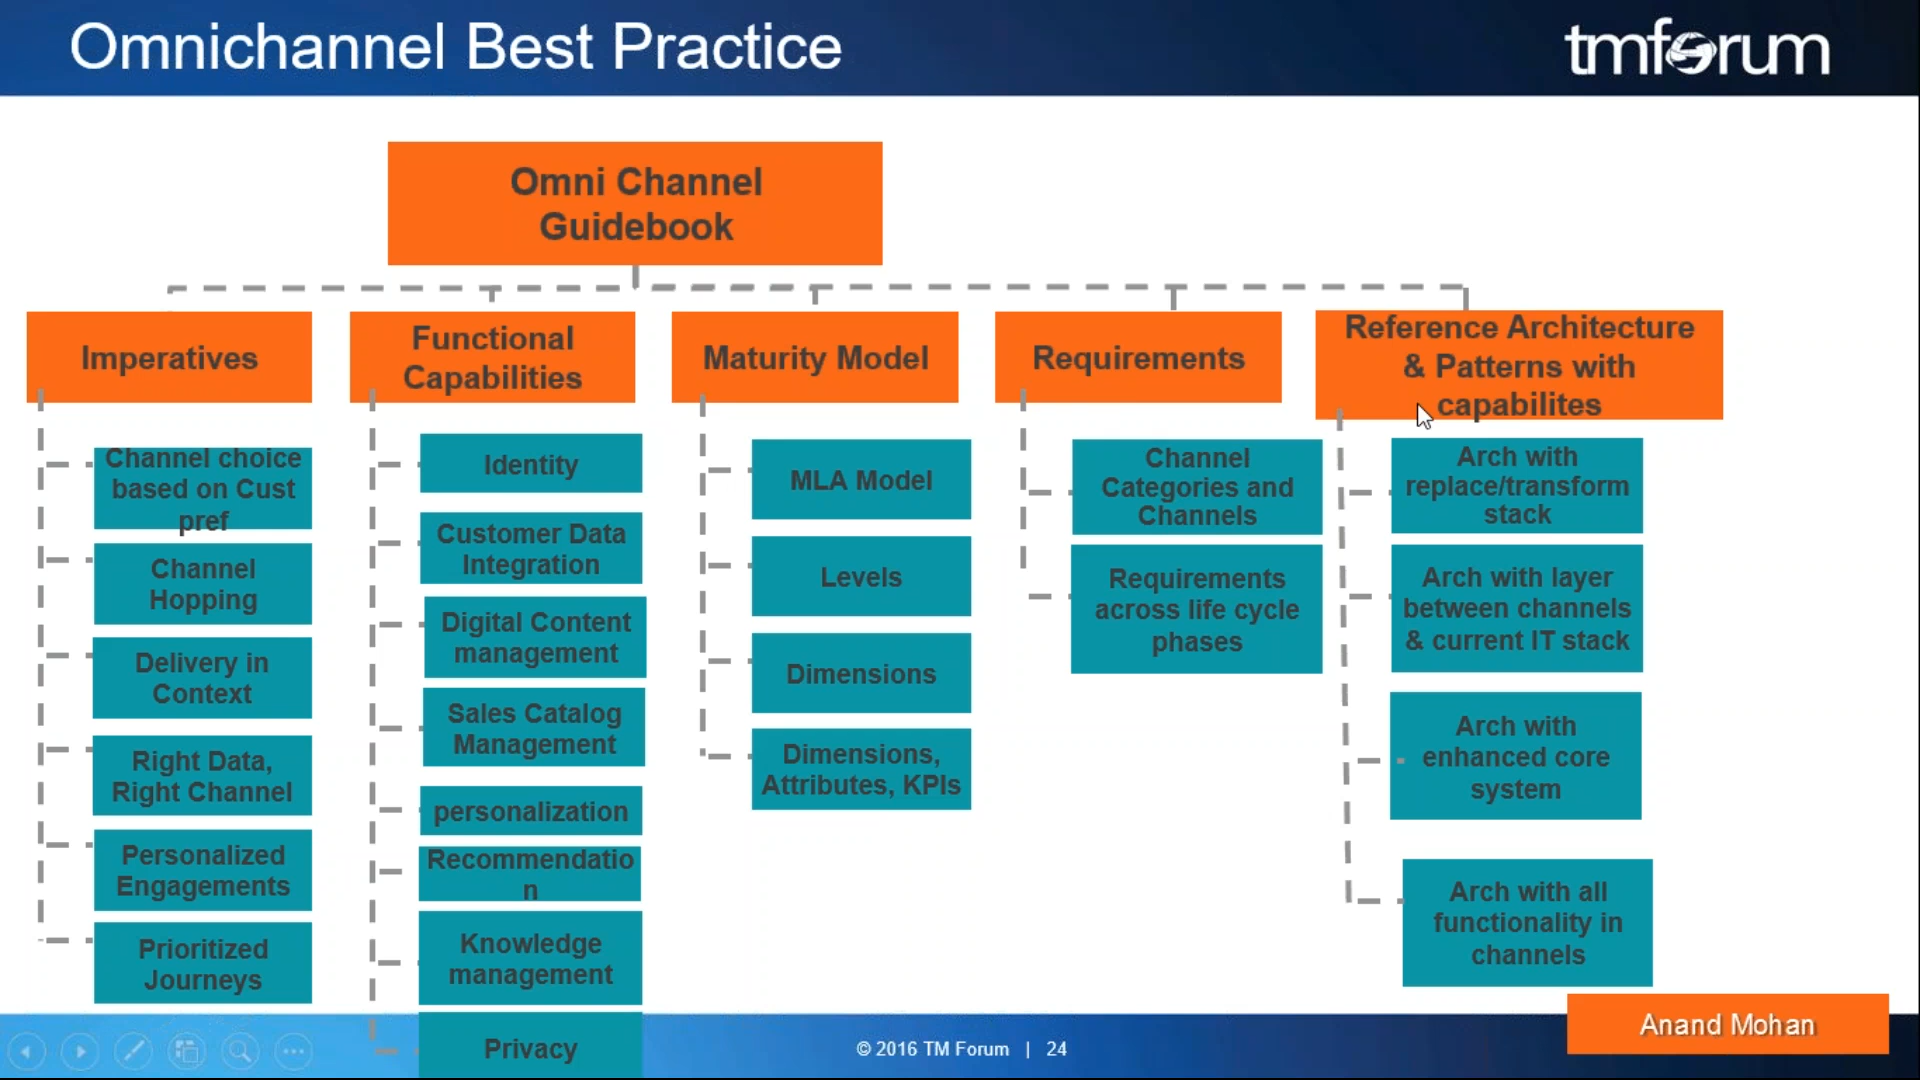 Omnichannel Best Practice
tmforum
Omni Channel
Guidebook
Imperatives
Channel choice
based on Cust
pref
Channel
Hopping
Delivery in
Context
Right Data,
Right Channel
Personalized
Engagements
Prioritized
Journeys
Functional
Capabilities
Identity
Customer Data
Integration
Digital Content
management
Sales Catalog
Management
personalization
Recommendatio
n
Knowledge
management
Privacy
Maturity Model
MLA Model
Levels
Dimensions
Dimensions,
Attributes, KPIs
Requirements
Channel
Categories and
Channels
Requirements
across life cycle
phases
Reference Architecture
& Patterns with
capabilites
Arch with
replace/transform
stack
Arch with layer
between channels
& current IT stack
Arch with
enhanced core
system
Arch with all
functionality in
channels
Anand Mohan
© 2016 TM Forum | 24